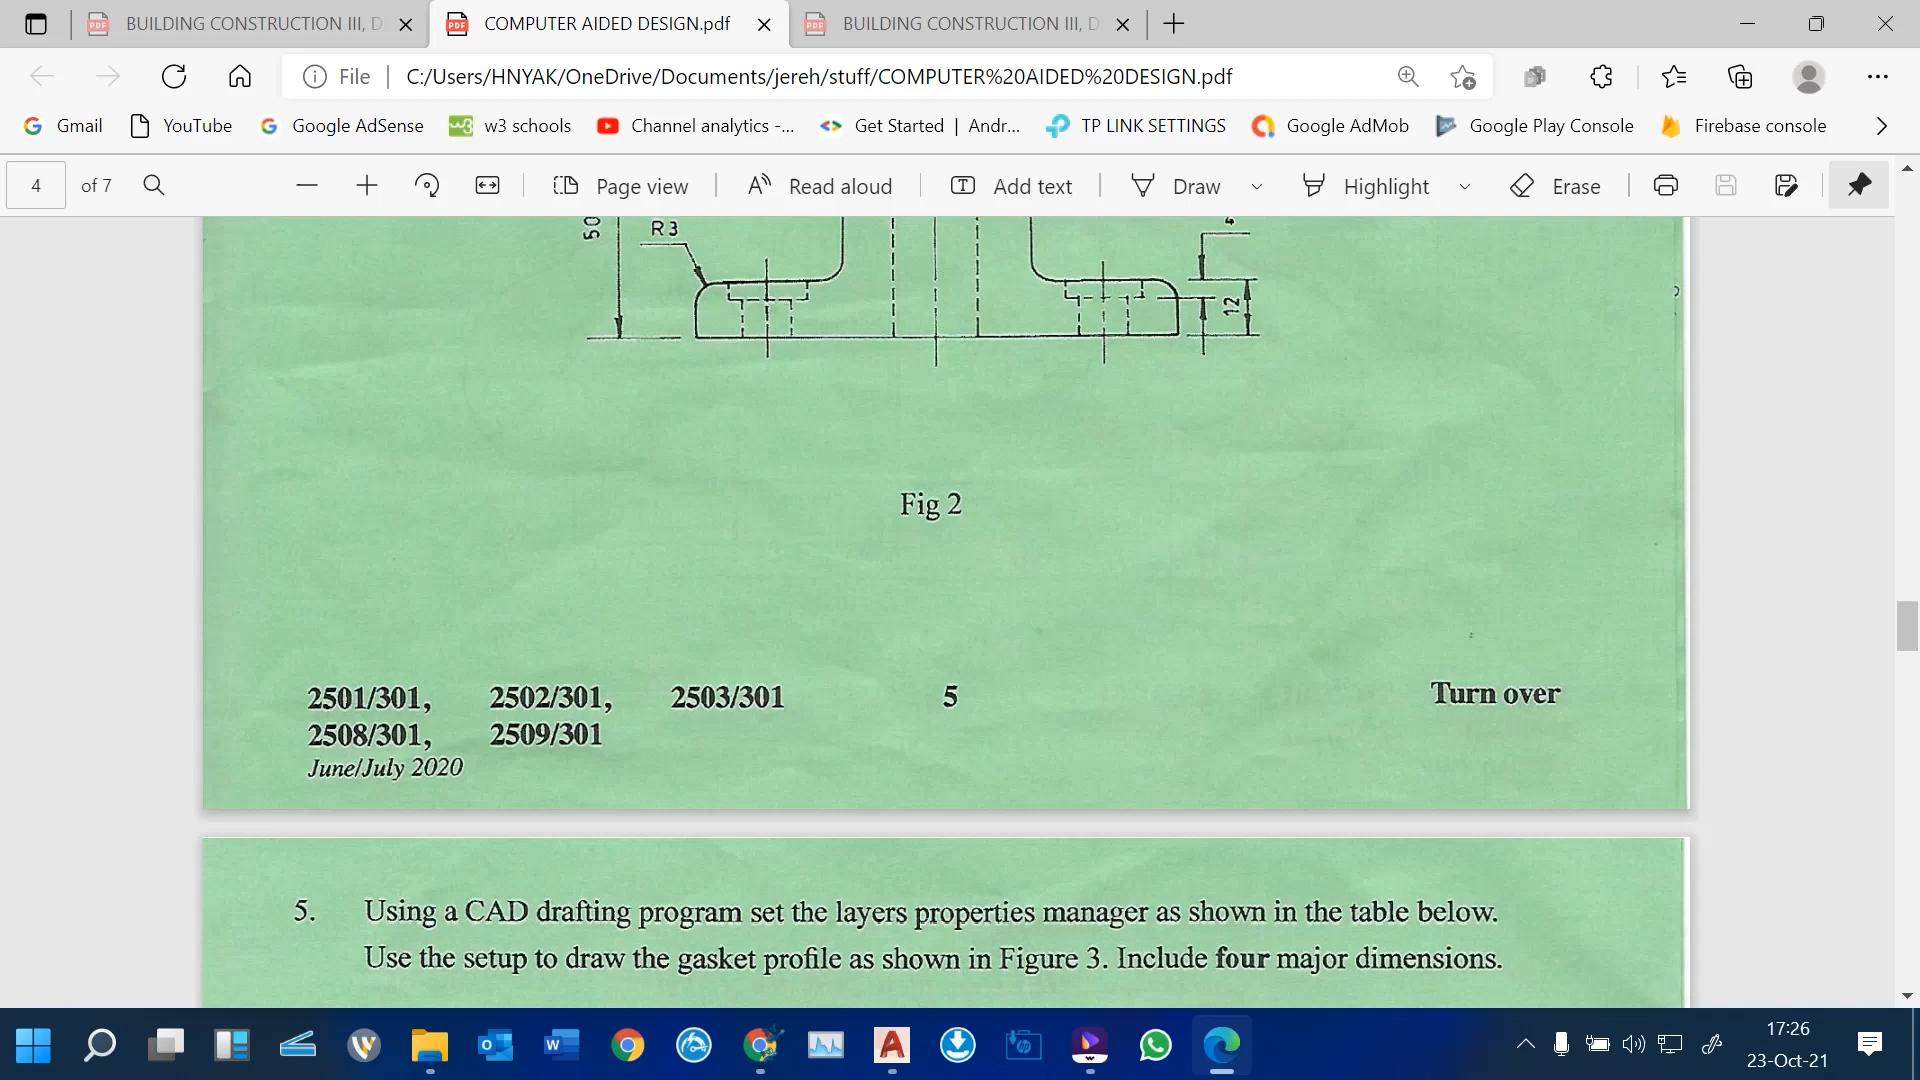 BUILDING CONSTRUCTION III, D
COMPUTER AIDED DESIGN.pdf
BUILDING CONSTRUCTION III, D
File
C:/Users/HNYAK/OneDrive/Documents/jereh/stuff/COMPUTER%20AIDED%20DESIGN.pdf
Gmail
YouTube
Google AdSense
w3 schools
Channel analytics -...
Get Started | Andr...
TP LINK SETTINGS
Google AdMob
Google Play Console
Firebase console
4 of 7
Page view
Read aloud
Add text
Draw
Highlight
Erase
50
R3
12
Fig 2
2501/301, 2502/301, 2503/301 5 Turn over
2508/301, 2509/301
June/July 2020
5. Using a CAD drafting program set the layers properties manager as shown in the table below.
Use the setup to draw the gasket profile as shown in Figure 3. Include four major dimensions.
17:26
23-Oct-21